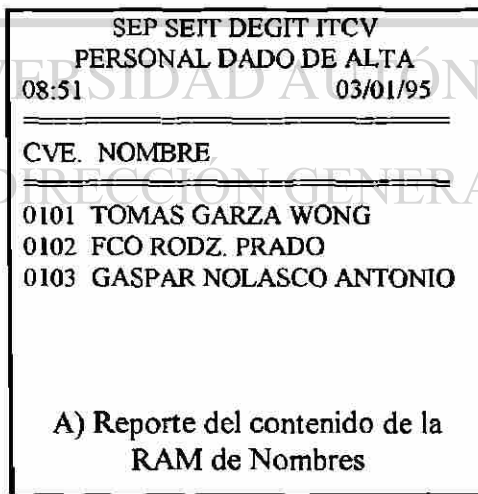 SEP SEIT DEGIT ITCV
PERSONAL DADO DE ALTA
08:51 03/01/95
CVE. NOMBRE
0101 TOMAS GARZA WONG
0102 FCO RODZ. PRADO
0103 GASPAR NOLASCO ANTONIO
A) Reporte del contenido de la
RAM de Nombres